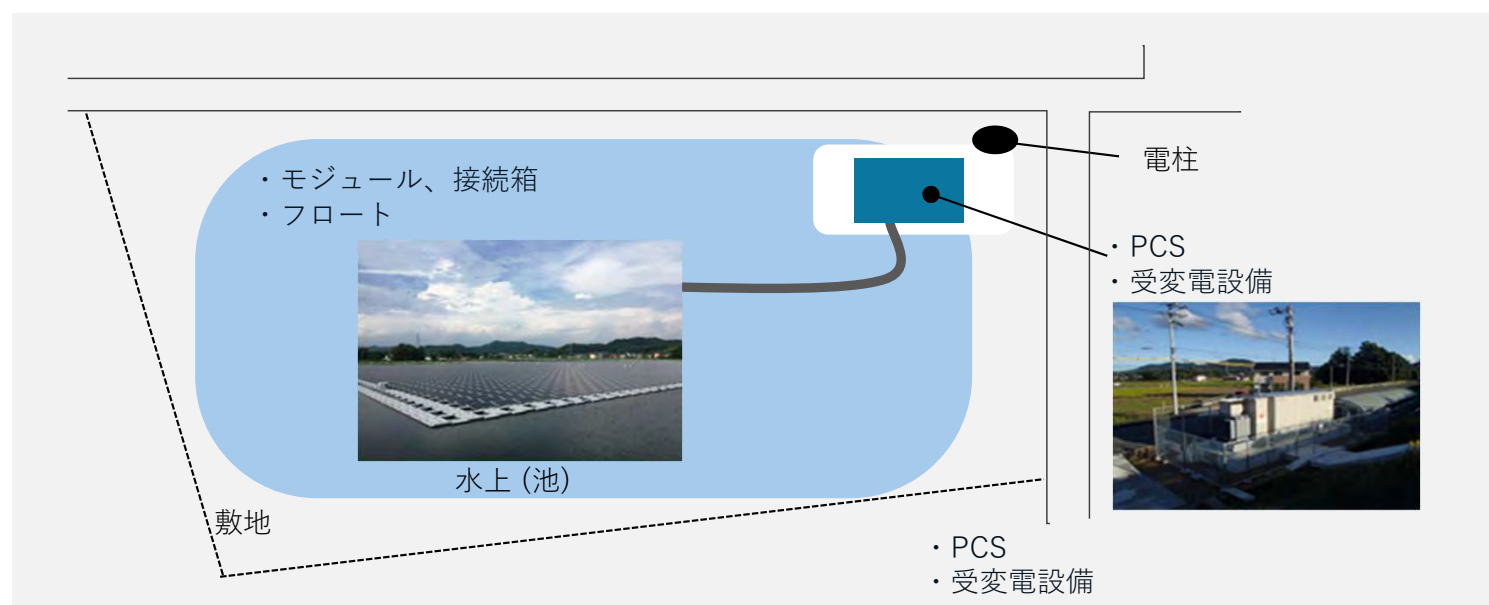 ・モジュール、接続箱
・フロート
電柱
・PCS
・受変電設備
水上(池)
敷地
・PCS
・受変電設備